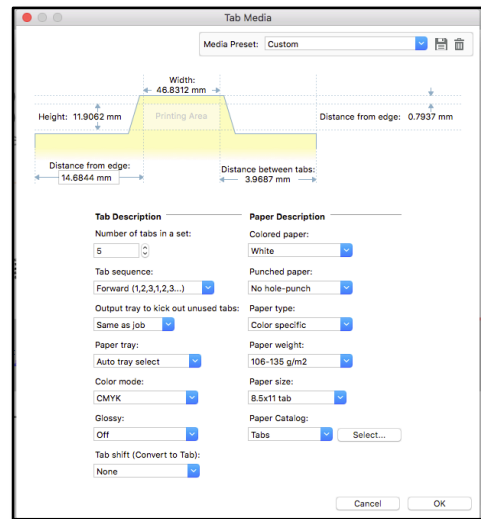 Tab Media
Media Preset: Custom
Width:
46.8312 mm
Height: 11.9062 mm
Printing Area
Distance from edge: 0.7937 mm
Distance from edge:
14.6844 mm
Distance between tabs:
3.9687 mm
Tab Description
Number of tabs in a set:
5
Tab sequence:
Forward (1,2,3,1,2,3...)
Output tray to kick out unused tabs:
Same as job
Paper tray:
Auto tray select
Color mode:
CMYK
Glossy:
Off
Tab shift (Convert to Tab):
None
Paper Description
Colored paper:
White
Punched paper:
No hole-punch
Paper type:
Color specific
Paper weight:
106-135 g/m2
Paper size:
8.5x11 tab
Paper Catalog:
Tabs
Select...
Cancel
OK